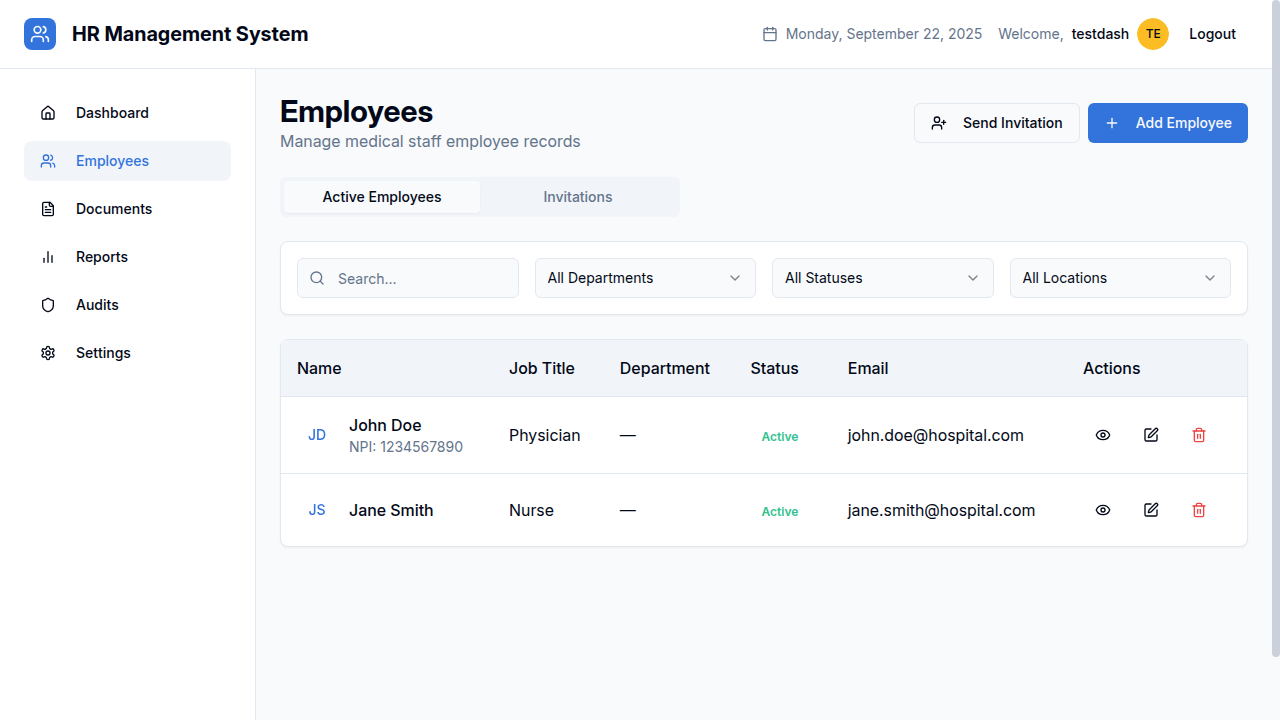 HR Management System
Monday, September 22, 2025
Welcome, testdash
TE
Logout
Dashboard
Employees
Documents
Reports
Audits
Settings
Employees
Manage medical staff employee records
Send Invitation
Add Employee
Active Employees
Invitations
Search...
All Departments
All Statuses
All Locations
Name Job Title Department Status Email Actions
JD John Doe Physician — Active john.doe@hospital.com
NPI: 1234567890
JS Jane Smith Nurse — Active jane.smith@hospital.com